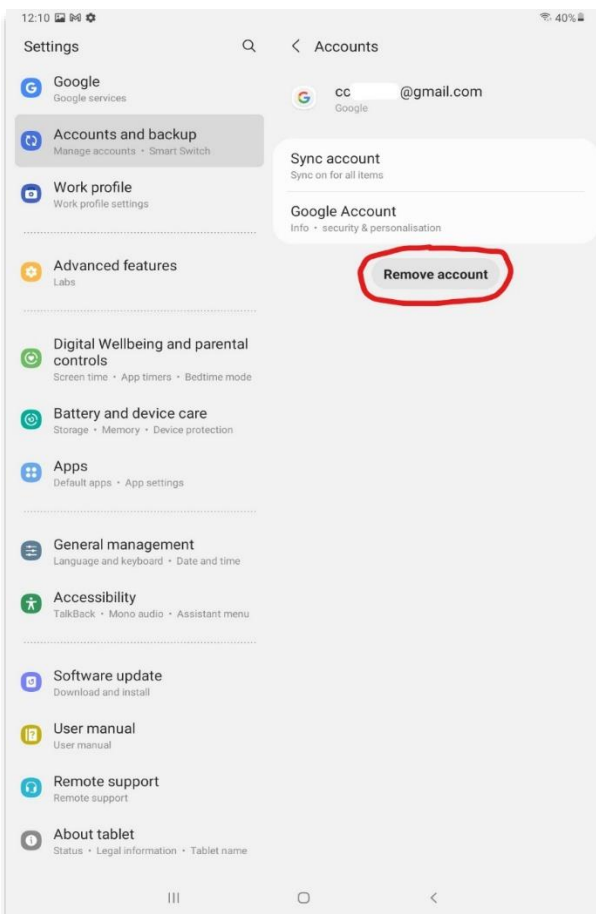 12:10
40%
Settings
Google
Google services
Accounts and backup
Manage accounts • Smart Switch
Work profile
Work profile settings
Advanced features
Labs
Digital Wellbeing and parental
controls
Screen time • App timers • Bedtime mode
Battery and device care
Storage • Memory • Device protection
Apps
Default apps • App settings
General management
Language and keyboard • Date and time
Accessibility
TalkBack • Mono audio • Assistant menu
Software update
Download and install
User manual
User manual
Remote support
Remote support
About tablet
Status • Legal information • Tablet name
Accounts
cc @gmail.com
Google
Sync account
Sync on for all items
Google Account
Info • security & personalisation
Remove account